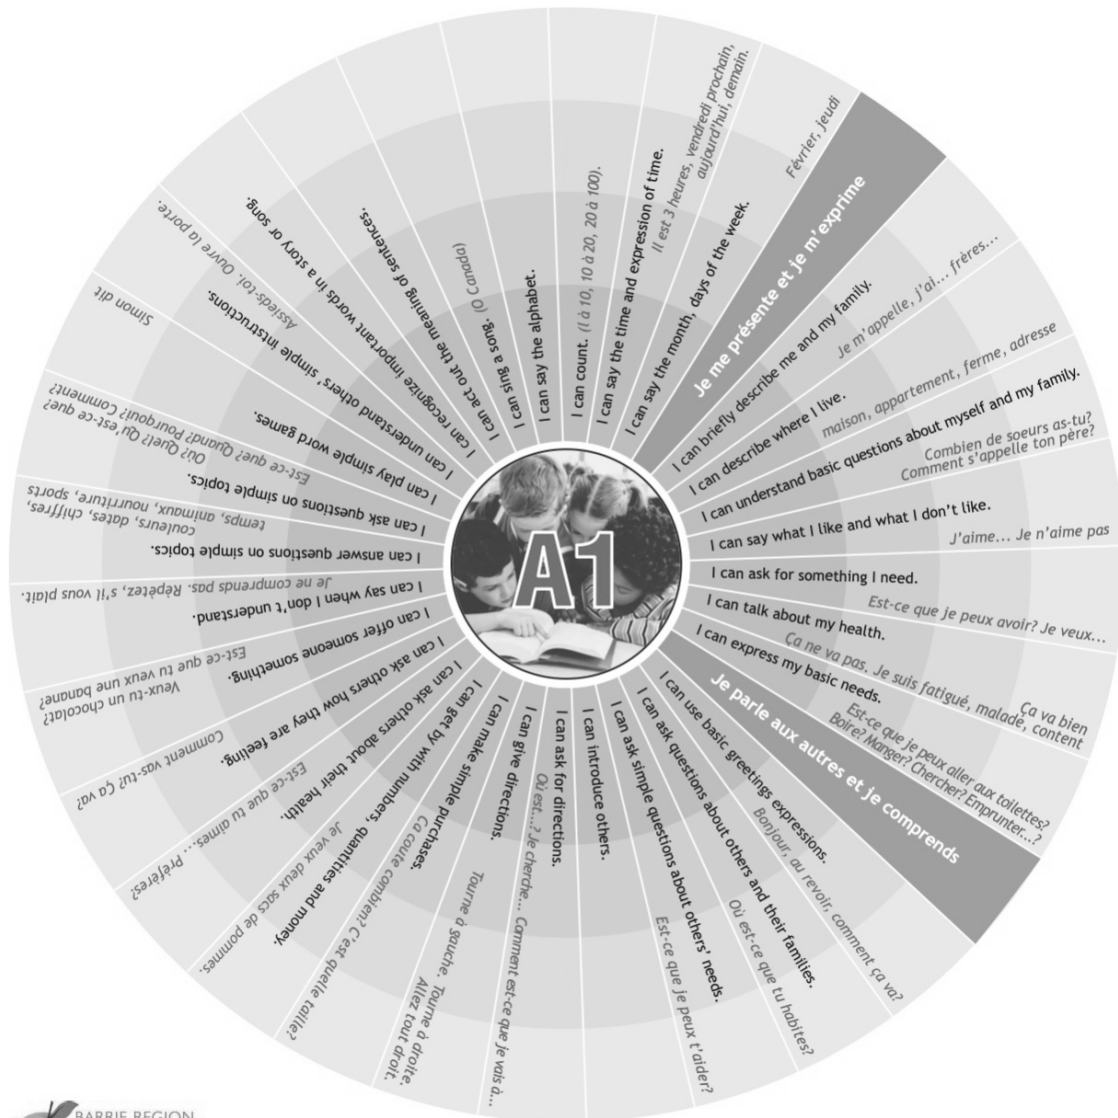 A1
Je me présente et je m'exprime
I can briefly describe me and my family.
Je m'appelle, j'ai... frères...
I can describe where I live.
maison, appartement, ferme, adresse
I can understand basic questions about myself and my family.
Combien de soeurs as-tu?
Comment s'appelle ton père?
I can say what I like and what I don't like.
J'aime... Je n'aime pas
I can ask for something I need.
Est-ce que je peux avoir? Je veux...
I can talk about my health.
Ça va bien
Ça ne va pas. Je suis fatigué, malade, content
I can express my basic needs.
Est-ce que je peux aller aux toilettes?
Boire? Manger? Chercher? Emprunter...?
Je parle aux autres et je comprends
I can use basic greetings expressions.
Bonjour, au revoir, comment ça va?
I can ask questions about others and their families.
Où est-ce que tu habites?
I can ask simple questions about others' needs.
Est-ce que je peux t'aider?
I can introduce others.
I can ask for directions.
Où est...? Je cherche... Comment est-ce que je vais à...
I can give directions.
Tourne à gauche. Tourne à droite.
Allez tout droit.
I can make simple purchases.
Ca coute combien? C'est quelle taille?
I can get by with numbers, quantities and money.
Je veux deux sacs de pommes.
I can ask others about their health.
Est-ce que tu aimes... Préfères?
I can ask others how they are feeling.
Comment vas-tu? Ça va?
I can offer someone something.
Veux-tu un chocolat?
Est-ce que tu veux une banane?
I can say when I don't understand.
Je ne comprends pas. Répétez, s'il vous plait.
I can answer questions on simple topics.
couleurs, dates, chiffres,
temps, animaux, nourriture, sports
I can ask questions on simple topics.
Où? Quel? Qu'est-ce que?
Est-ce que? Quand? Pourquoi? Comment?
I can play simple word games.
Simon dit
I can understand others' simple instructions.
Assieds-toi. Ouvre la porte.
I can recognize important words in a story or song.
I can act out the meaning of sentences.
I can sing a song. (O Canada)
I can say the alphabet.
I can count. (1 à 10, 10 à 20, 20 à 100).
I can say the time and expression of time.
Il est 3 heures, vendredi prochain,
aujourd'hui, demain.
I can say the month, days of the week.
Février, jeudi
BARRIE REGION